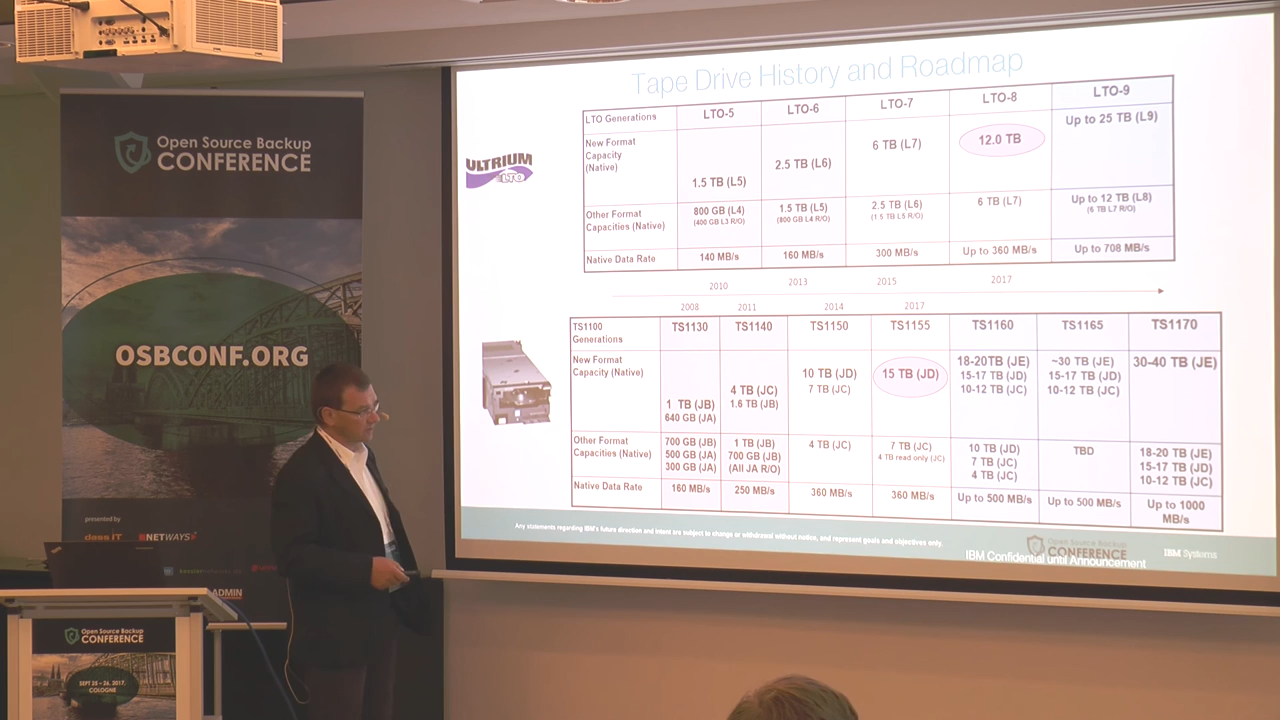 Open Source Backup
CONFERENCE
OSBCONF.ORG
presented by
dass IT
NETWAYS
ADMIN
Open Source Backup
CONFERENCE
SEPT 25 – 26, 2017,
COLOGNE
Tape Drive History and Roadmap
ULTRIUM
LTO
LTO Generations LTO-5 LTO-6 LTO-7 LTO-8 LTO-9
New Format
Capacity
(Native)
1.5 TB (L5)
2.5 TB (L6)
6 TB (L7)
12.0 TB
Up to 25 TB (L9)
Other Format
Capacities (Native)
800 GB (L4)
(400 GB L3 R/O)
1.5 TB (L5)
(800 GB L4 R/O)
2.5 TB (L6)
(1.5 TB L5 R/O)
6 TB (L7)
Up to 12 TB (L8)
(6 TB L7 R/O)
Native Data Rate 140 MB/s 160 MB/s 300 MB/s Up to 360 MB/s Up to 708 MB/s
2010 2013 2015 2017
2008 2011 2014 2017
TS1100
Generations
TS1130 TS1140 TS1150 TS1155 TS1160 TS1165 TS1170
New Format
Capacity (Native)
1 TB (JB)
640 GB (JA)
4 TB (JC)
1.6 TB (JB)
10 TB (JD)
7 TB (JC)
15 TB (JD)
18-20TB (JE)
15-17 TB (JD)
10-12 TB (JC)
~30 TB (JE)
15-17 TB (JD)
10-12 TB (JC)
30-40 TB (JE)
Other Format
Capacities (Native)
700 GB (JB)
500 GB (JA)
300 GB (JA)
1 TB (JB)
700 GB (JB)
(All JA R/O)
4 TB (JC)
7 TB (JC)
4 TB read only (JC)
10 TB (JD)
7 TB (JC)
4 TB (JC)
TBD
18-20 TB (JE)
15-17 TB (JD)
10-12 TB (JC)
Native Data Rate 160 MB/s 250 MB/s 360 MB/s 360 MB/s Up to 500 MB/s Up to 500 MB/s Up to 1000
MB/s
Any statements regarding IBM's future direction and intent are subject to change or withdrawal without notice, and represent goals and objectives only.
Open Source Backup
CONFERENCE
IBM Confidential until Announcement
IBM Systems